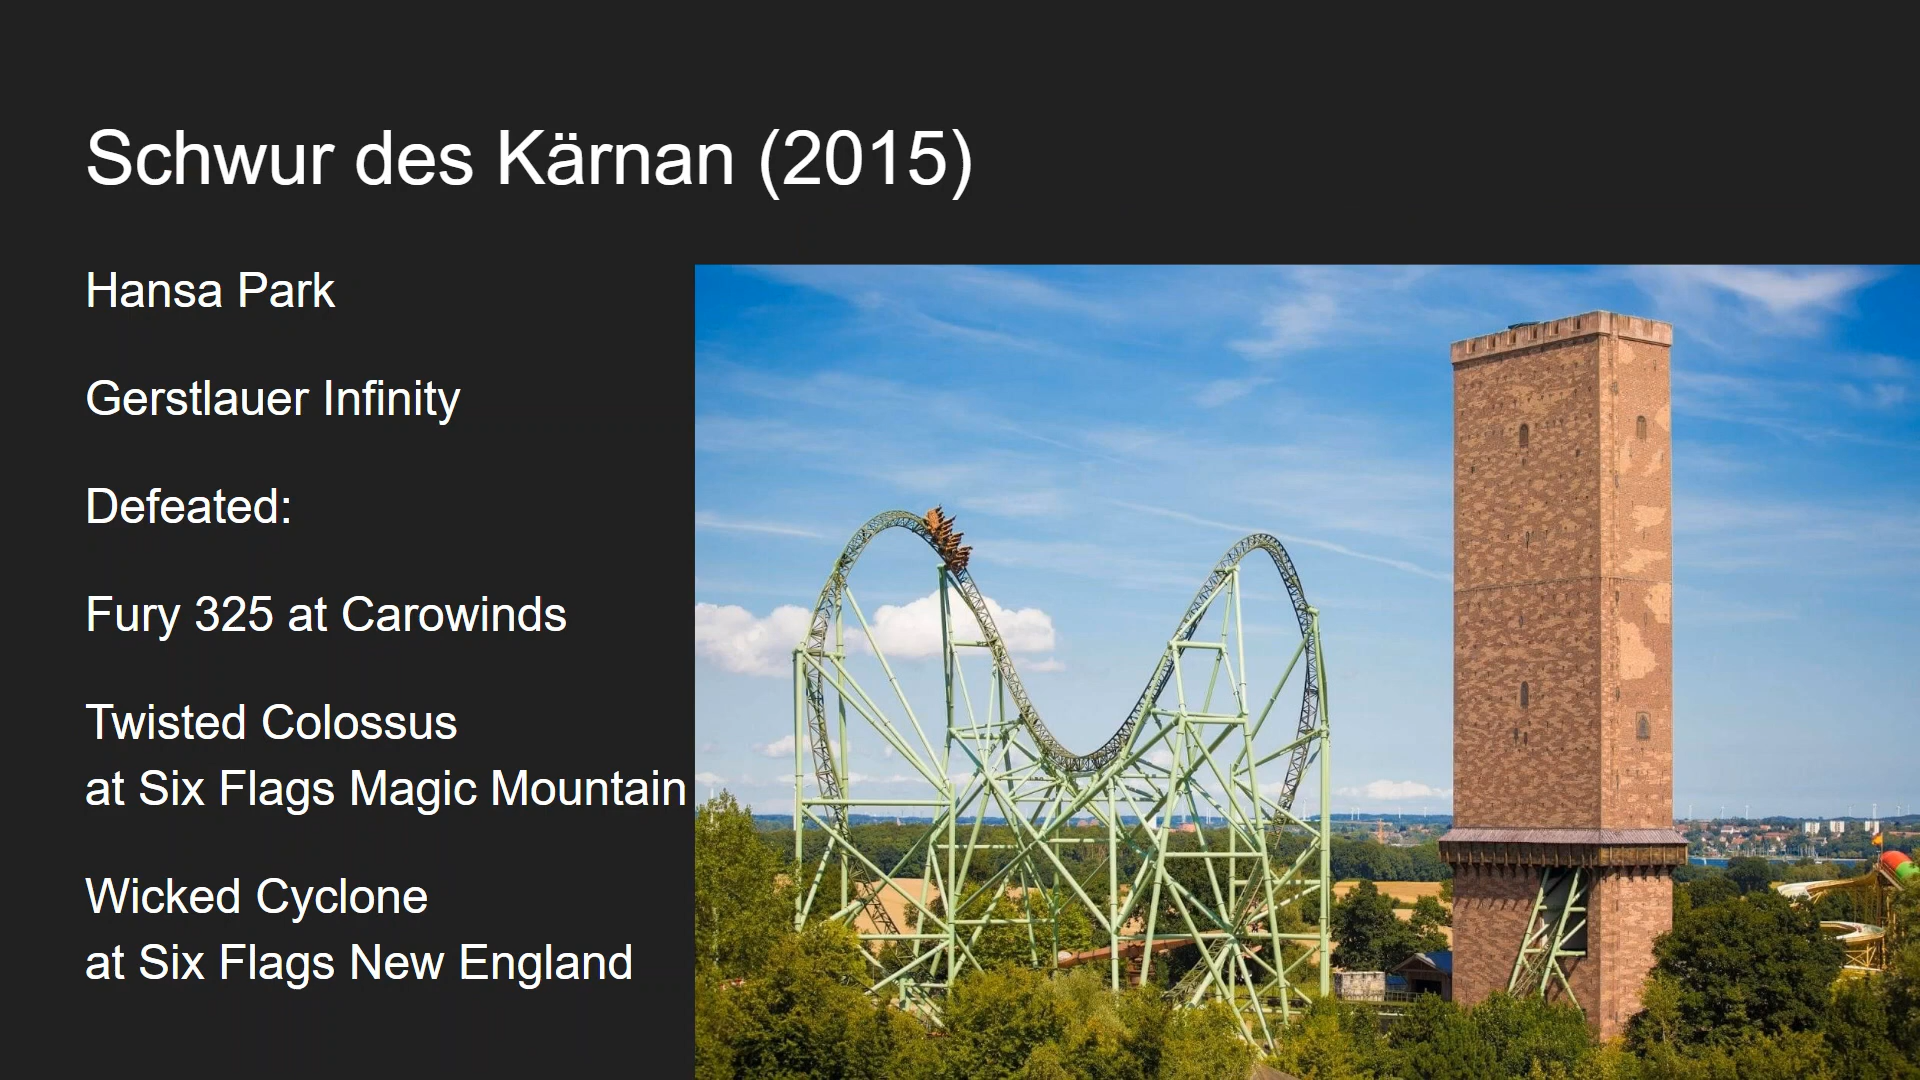 Schwur des Kärnan (2015)
Hansa Park
Gerstlauer Infinity
Defeated:
Fury 325 at Carowinds
Twisted Colossus
at Six Flags Magic Mountain
Wicked Cyclone
at Six Flags New England